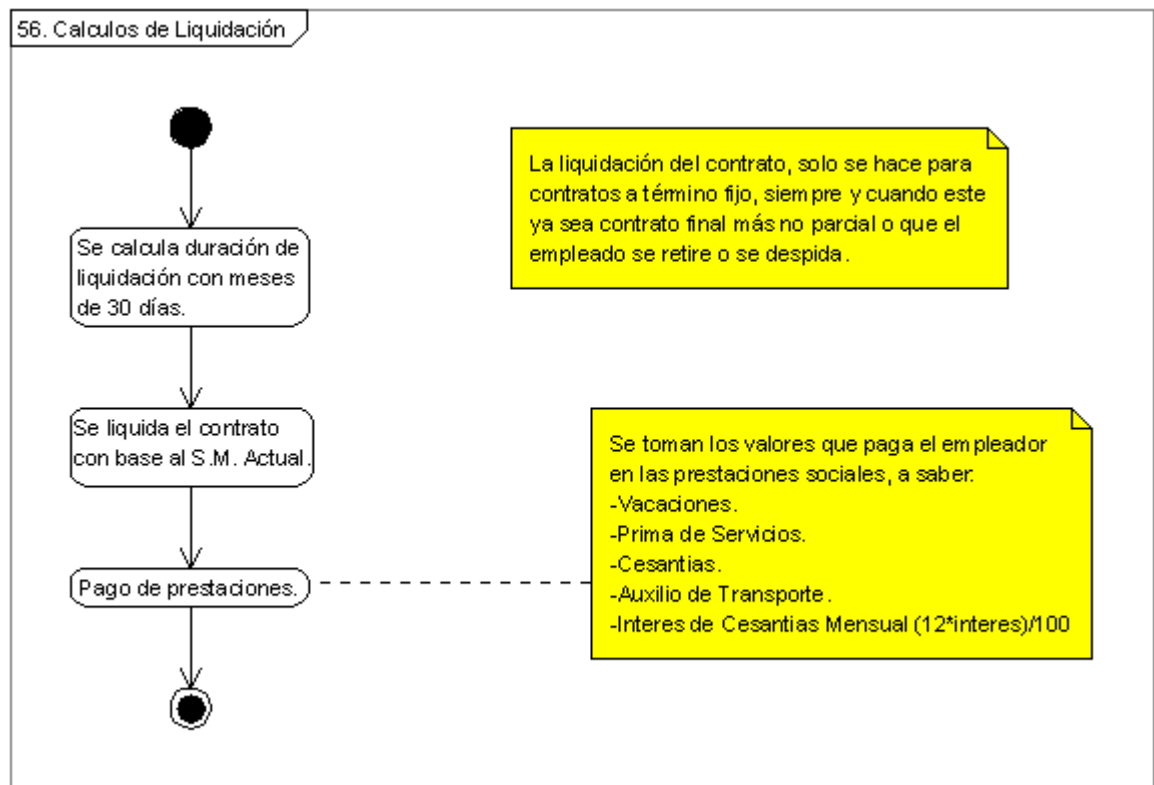 56. Calculos de Liquidación
La liquidación del contrato, solo se hace para
contratos a término fijo, siempre y cuando este
ya sea contrato final más no parcial o que el
empleado se retire o se despida.
Se calcula duración de
liquidación con meses
de 30 días.
Se liquida el contrato
con base al S.M. Actual.
Se toman los valores que paga el empleador
en las prestaciones sociales, a saber:
-Vacaciones.
-Prima de Servicios.
-Cesantias.
-Auxilio de Transporte.
-Interes de Cesantias Mensual (12*interes)/100
Pago de prestaciones.